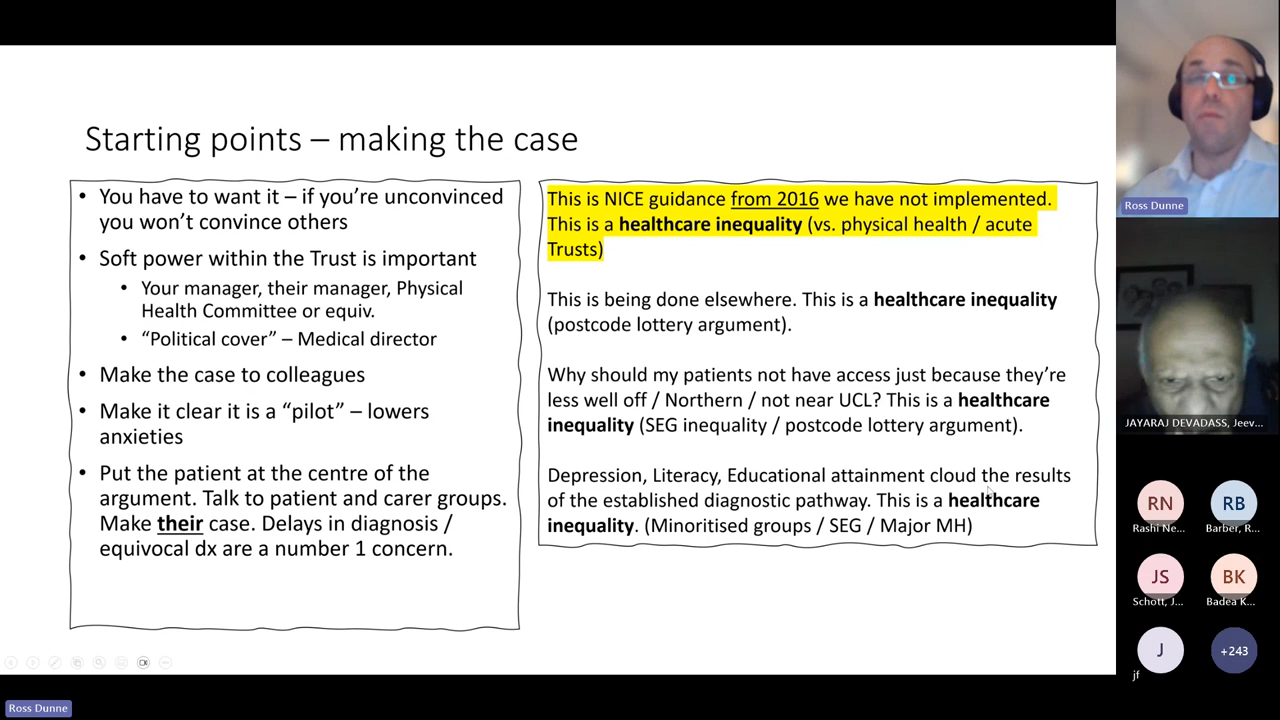 Starting points – making the case
• You have to want it – if you’re unconvinced
you won’t convince others
• Soft power within the Trust is important
• Your manager, their manager, Physical
Health Committee or equiv.
• “Political cover” – Medical director
• Make the case to colleagues
• Make it clear it is a “pilot” – lowers
anxieties
• Put the patient at the centre of the
argument. Talk to patient and carer groups.
Make their case. Delays in diagnosis /
equivocal dx are a number 1 concern.
This is NICE guidance from 2016 we have not implemented.
This is a healthcare inequality (vs. physical health / acute
Trusts)
This is being done elsewhere. This is a healthcare inequality
(postcode lottery argument).
Why should my patients not have access just because they’re
less well off / Northern / not near UCL? This is a healthcare
inequality (SEG inequality / postcode lottery argument).
Depression, Literacy, Educational attainment cloud the results
of the established diagnostic pathway. This is a healthcare
inequality. (Minoritised groups / SEG / Major MH)
Ross Dunne
JAYARAJ DEVADASS, Jeev...
RN
Rashi Ne...
RB
Barber, R...
JS
Schott, J...
BK
Badea K...
J
jf
+243
Ross Dunne